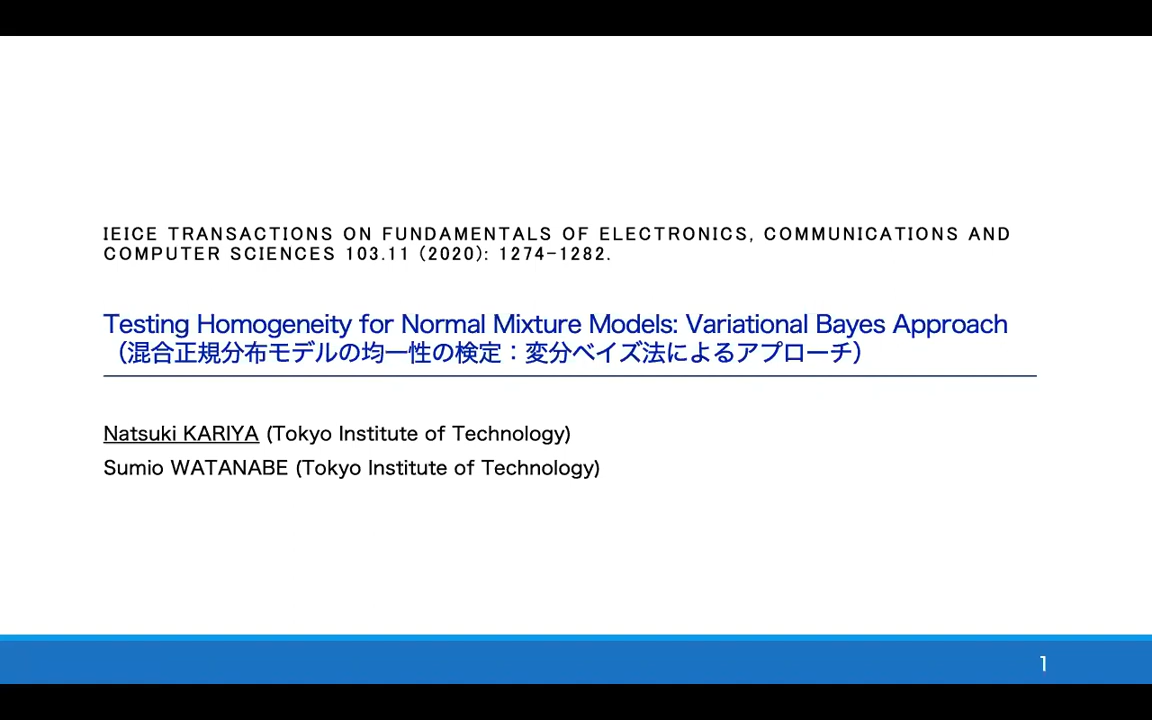 IEICE TRANSACTIONS ON FUNDAMENTALS OF ELECTRONICS, COMMUNICATIONS AND
COMPUTER SCIENCES 103.11 (2020): 1274-1282.
Testing Homogeneity for Normal Mixture Models: Variational Bayes Approach
（混合正規分布モデルの均一性の検定：変分ベイズ法によるアプローチ）
Natsuki KARIYA (Tokyo Institute of Technology)
Sumio WATANABE (Tokyo Institute of Technology)
1